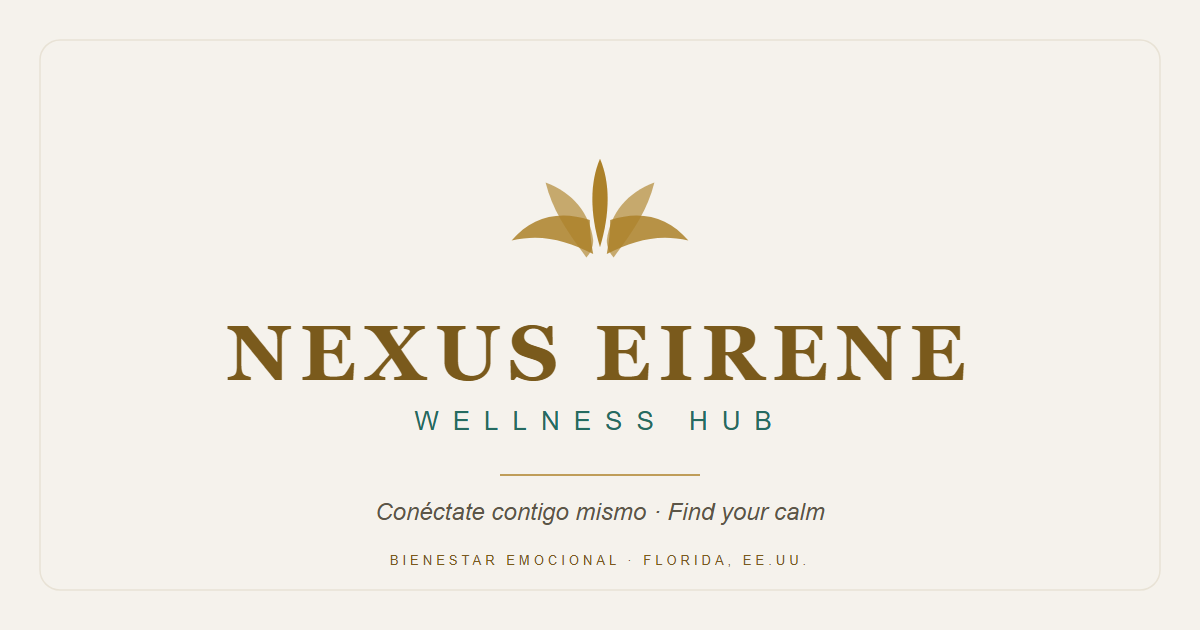 NEXUS EIRENE
WELLNESS HUB
Conéctate contigo mismo · Find your calm
BIENESTAR EMOCIONAL · FLORIDA, EE.UU.